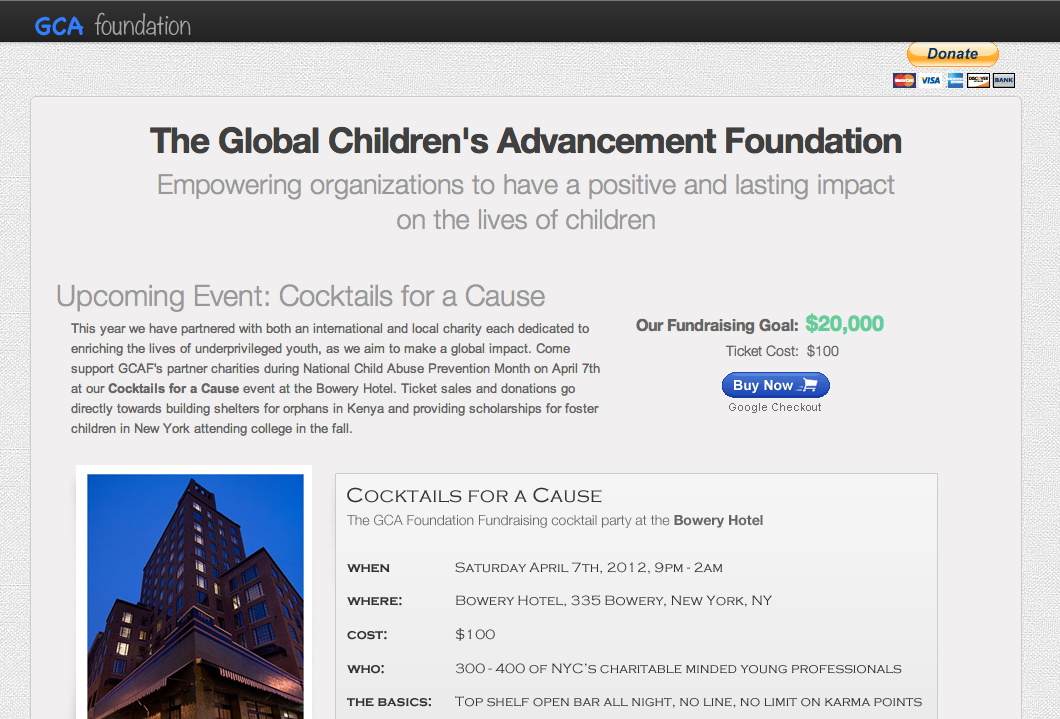 GCA foundation
Donate
MasterCard VISA DISCOVER BANK
The Global Children's Advancement Foundation
Empowering organizations to have a positive and lasting impact
on the lives of children
Upcoming Event: Cocktails for a Cause
This year we have partnered with both an international and local charity each dedicated to
enriching the lives of underprivileged youth, as we aim to make a global impact. Come
support GCAF's partner charities during National Child Abuse Prevention Month on April 7th
at our Cocktails for a Cause event at the Bowery Hotel. Ticket sales and donations go
directly towards building shelters for orphans in Kenya and providing scholarships for foster
children in New York attending college in the fall.
Our Fundraising Goal: $20,000
Ticket Cost: $100
Buy Now
Google Checkout
Cocktails for a Cause
The GCA Foundation Fundraising cocktail party at the Bowery Hotel
when Saturday April 7th, 2012, 9pm - 2am
where: Bowery Hotel, 335 Bowery, New York, NY
cost: $100
who: 300 - 400 of NYC's charitable minded young professionals
the basics: Top shelf open bar all night, no line, no limit on karma points